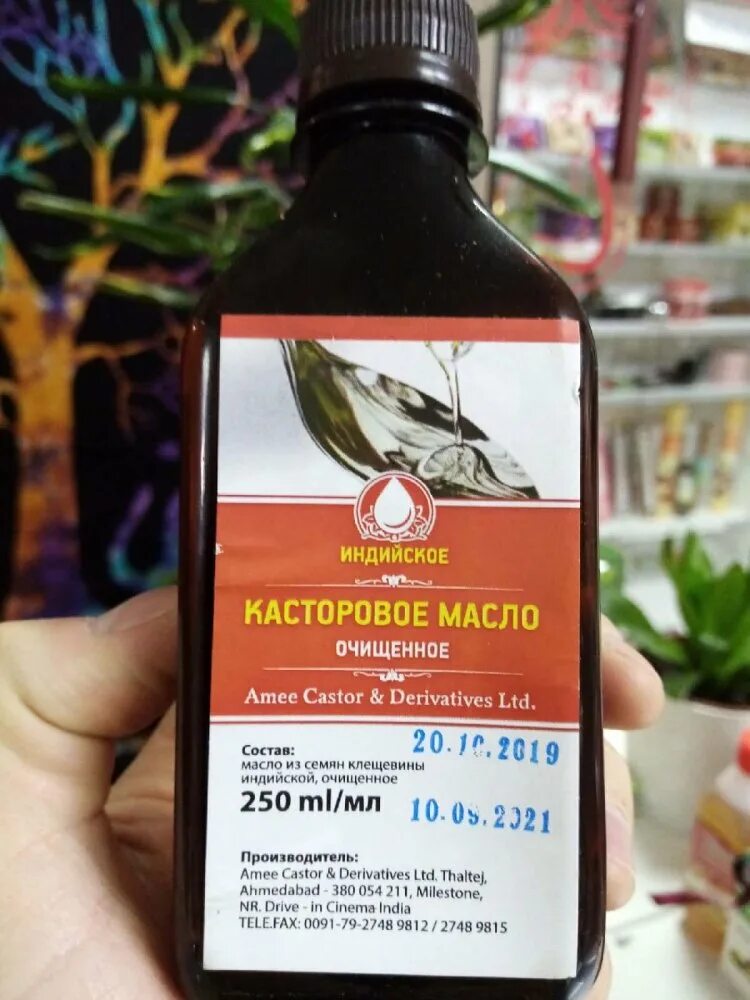 ИНДИЙСКОЕ
КАСТОРОВОЕ МАСЛО
ОЧИЩЕННОЕ
Amee Castor & Derivatives Ltd.
Состав:
масло из семян клещевины
индийской, очищенное
250 ml/мл
20.10.2019
10.09.2021
Производитель:
Amee Castor & Derivatives Ltd. Thaltej,
Ahmedabad - 380 054 211, Milestone,
NR. Drive - in Cinema India
TELE.FAX: 0091-79-2748 9812 / 2748 9815